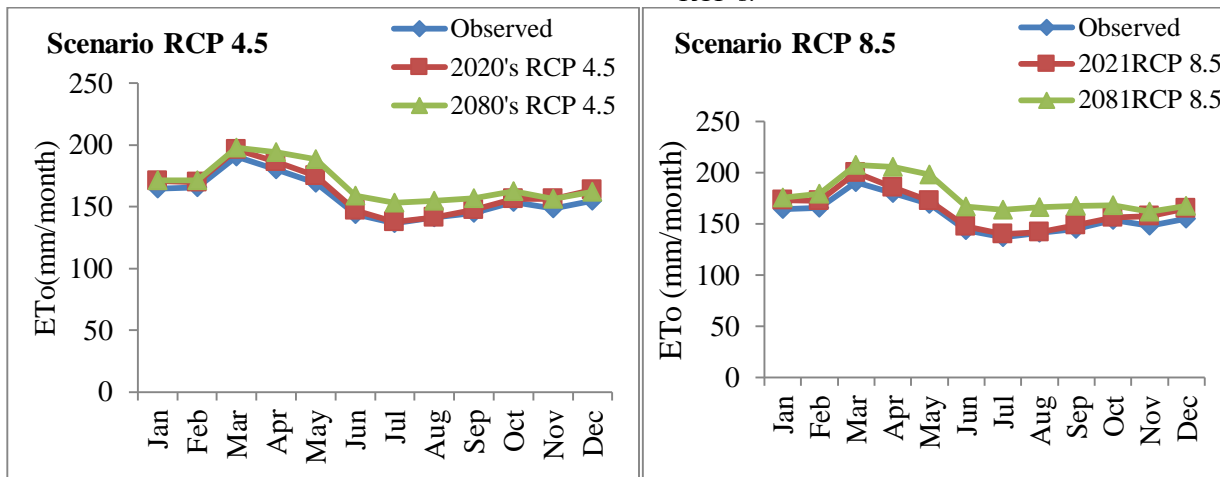 Scenario RCP 4.5
Observed
2020's RCP 4.5
2080's RCP 4.5
ETo(mm/month)
250
200
150
100
50
0
Jan
Feb
Mar
Apr
May
Jun
Jul
Aug
Sep
Oct
Nov
Dec
Scenario RCP 8.5
Observed
2021RCP 8.5
2081RCP 8.5
ETo (mm/month)
250
200
150
100
50
0
Jan
Feb
Mar
Apr
May
Jun
Jul
Aug
Sep
Oct
Nov
Dec